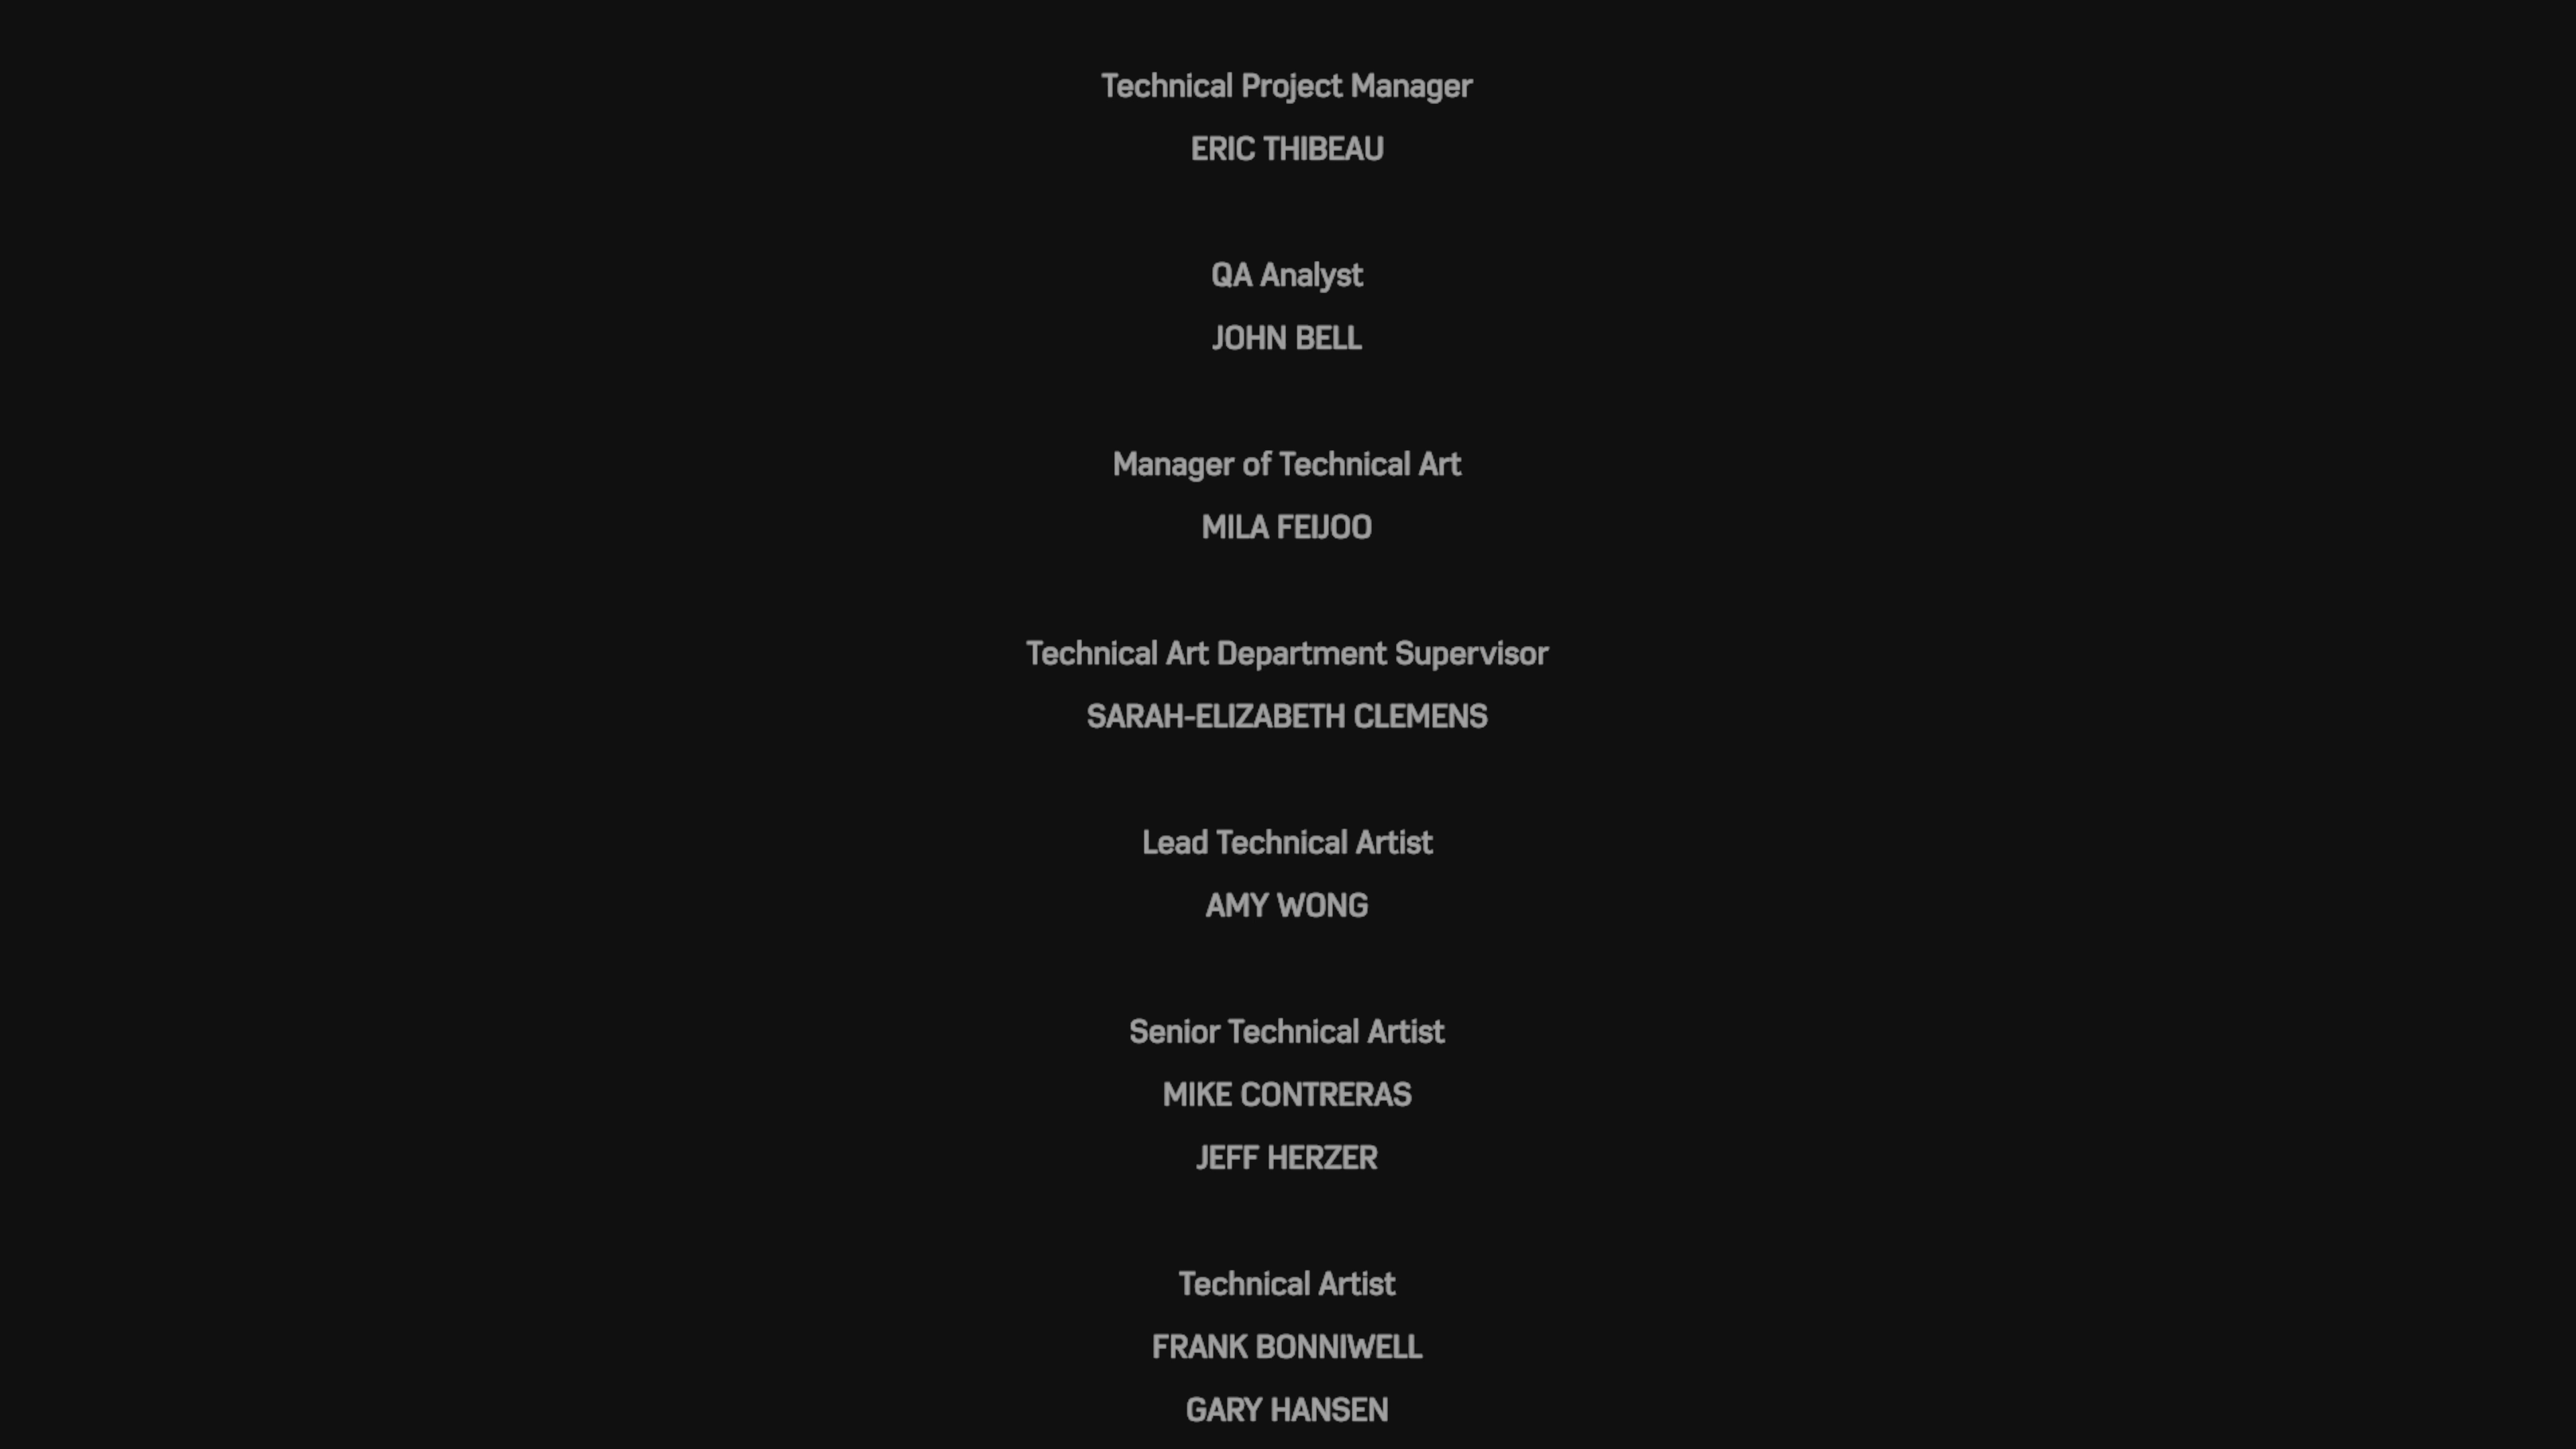 Technical Project Manager
ERIC THIBEAU
QA Analyst
JOHN BELL
Manager of Technical Art
MILA FEIJOO
Technical Art Department Supervisor
SARAH-ELIZABETH CLEMENS
Lead Technical Artist
AMY WONG
Senior Technical Artist
MIKE CONTRERAS
JEFF HERZER
Technical Artist
FRANK BONNIWELL
GARY HANSEN